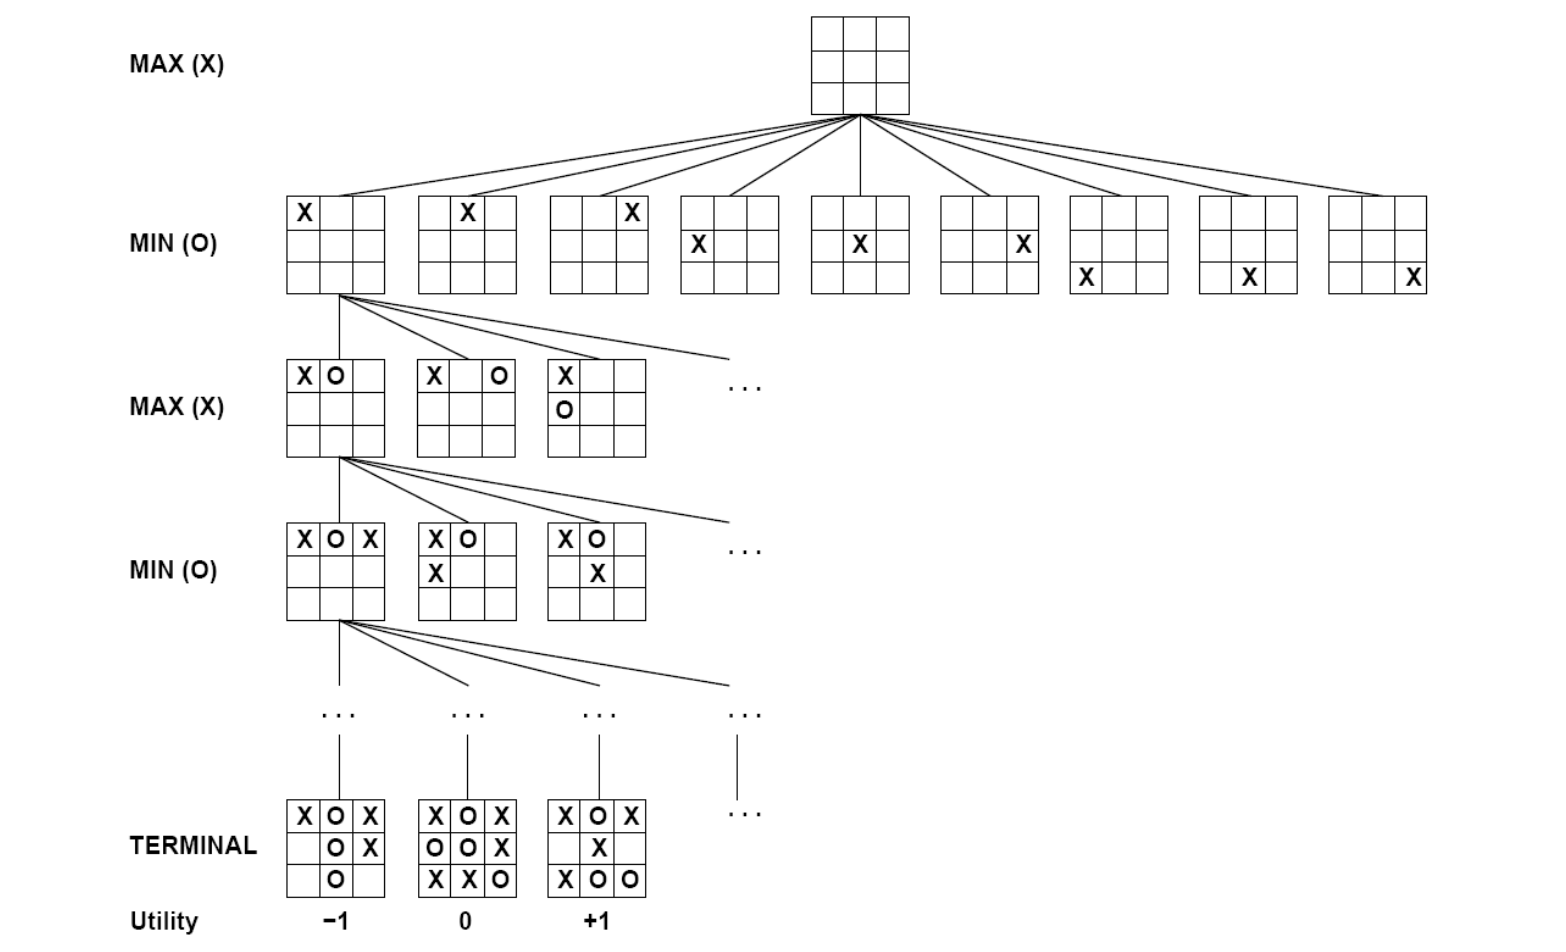 MAX (X)
MIN (O)
X X X X X X X X X
MAX (X)
X O X O X
O
...
MIN (O)
X O X X O X O
X X
...
... ... ... ...
TERMINAL
X O X X O X X O X
O X O O X X
O X X O X O O
...
Utility
−1 0 +1